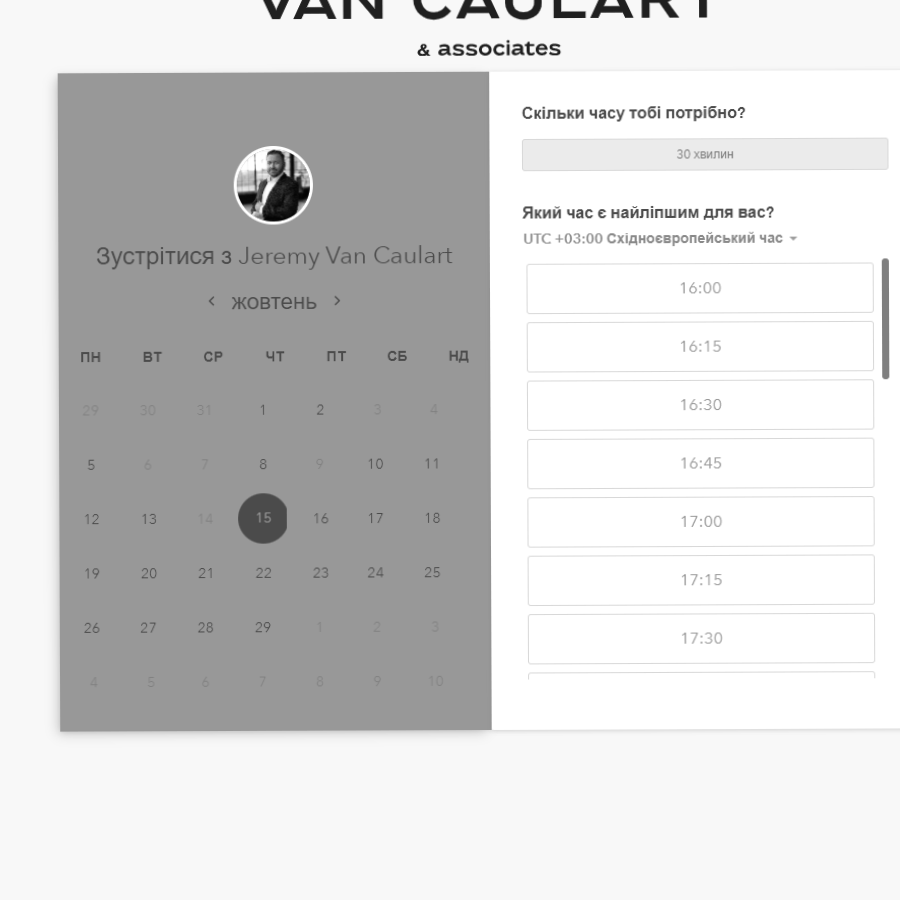 VAN CAULART
& associates
Зустрітися з Jeremy Van Caulart
жовтень
ПН ВТ СР ЧТ ПТ СБ НД
29 30 31 1 2 3 4
5 6 7 8 9 10 11
12 13 14 15 16 17 18
19 20 21 22 23 24 25
26 27 28 29 1 2 3
4 5 6 7 8 9 10
Скільки часу тобі потрібно?
30 хвилин
Який час є найліпшим для вас?
UTC +03:00 Східноєвропейський час
16:00
16:15
16:30
16:45
17:00
17:15
17:30